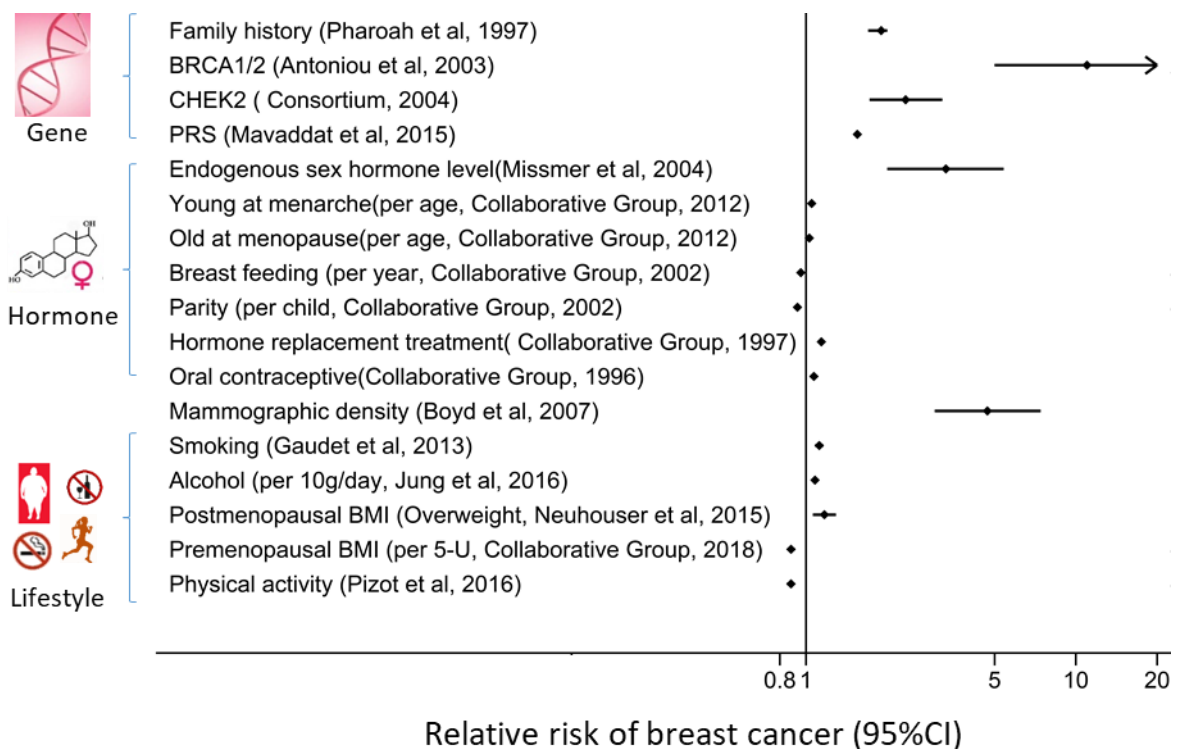 Family history (Pharoah et al, 1997)
BRCA1/2 (Antoniou et al, 2003)
CHEK2 ( Consortium, 2004)
PRS (Mavaddat et al, 2015)
Gene
Endogenous sex hormone level(Missmer et al, 2004)
Young at menarche(per age, Collaborative Group, 2012)
Old at menopause(per age, Collaborative Group, 2012)
Breast feeding (per year, Collaborative Group, 2002)
Parity (per child, Collaborative Group, 2002)
Hormone replacement treatment( Collaborative Group, 1997)
Oral contraceptive(Collaborative Group, 1996)
Mammographic density (Boyd et al, 2007)
OH
HO
Hormone
Smoking (Gaudet et al, 2013)
Alcohol (per 10g/day, Jung et al, 2016)
Postmenopausal BMI (Overweight, Neuhouser et al, 2015)
Premenopausal BMI (per 5-U, Collaborative Group, 2018)
Physical activity (Pizot et al, 2016)
Lifestyle
0.8 1 5 10 20
Relative risk of breast cancer (95%CI)